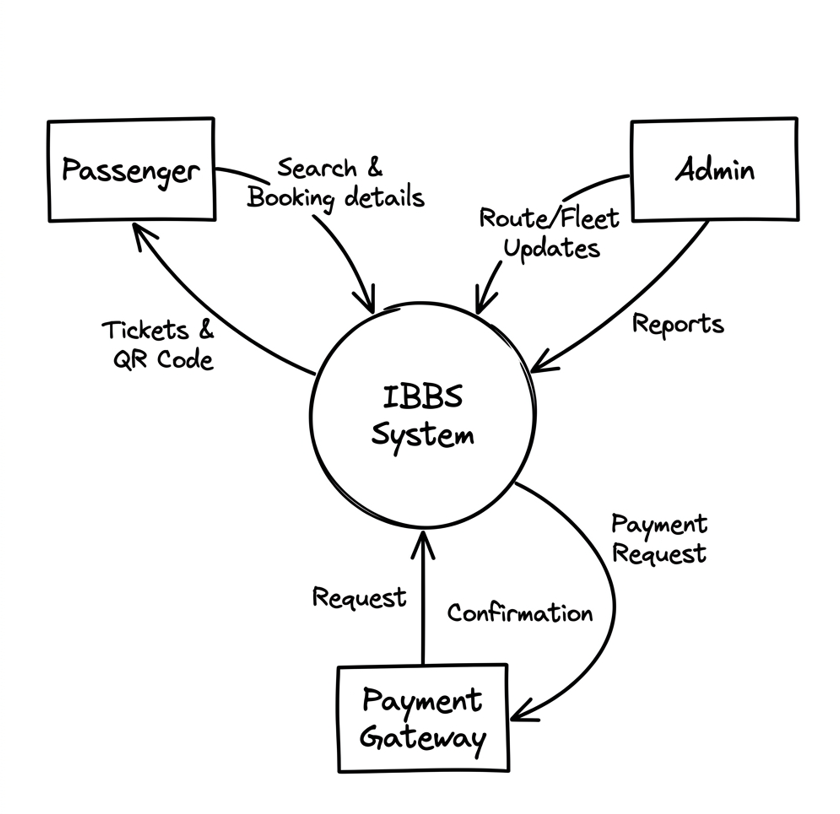 Passenger
Search &
Booking details
Admin
Route/Fleet
Updates
Tickets &
QR Code
Reports
IBBS
System
Payment
Request
Request
Confirmation
Payment
Gateway